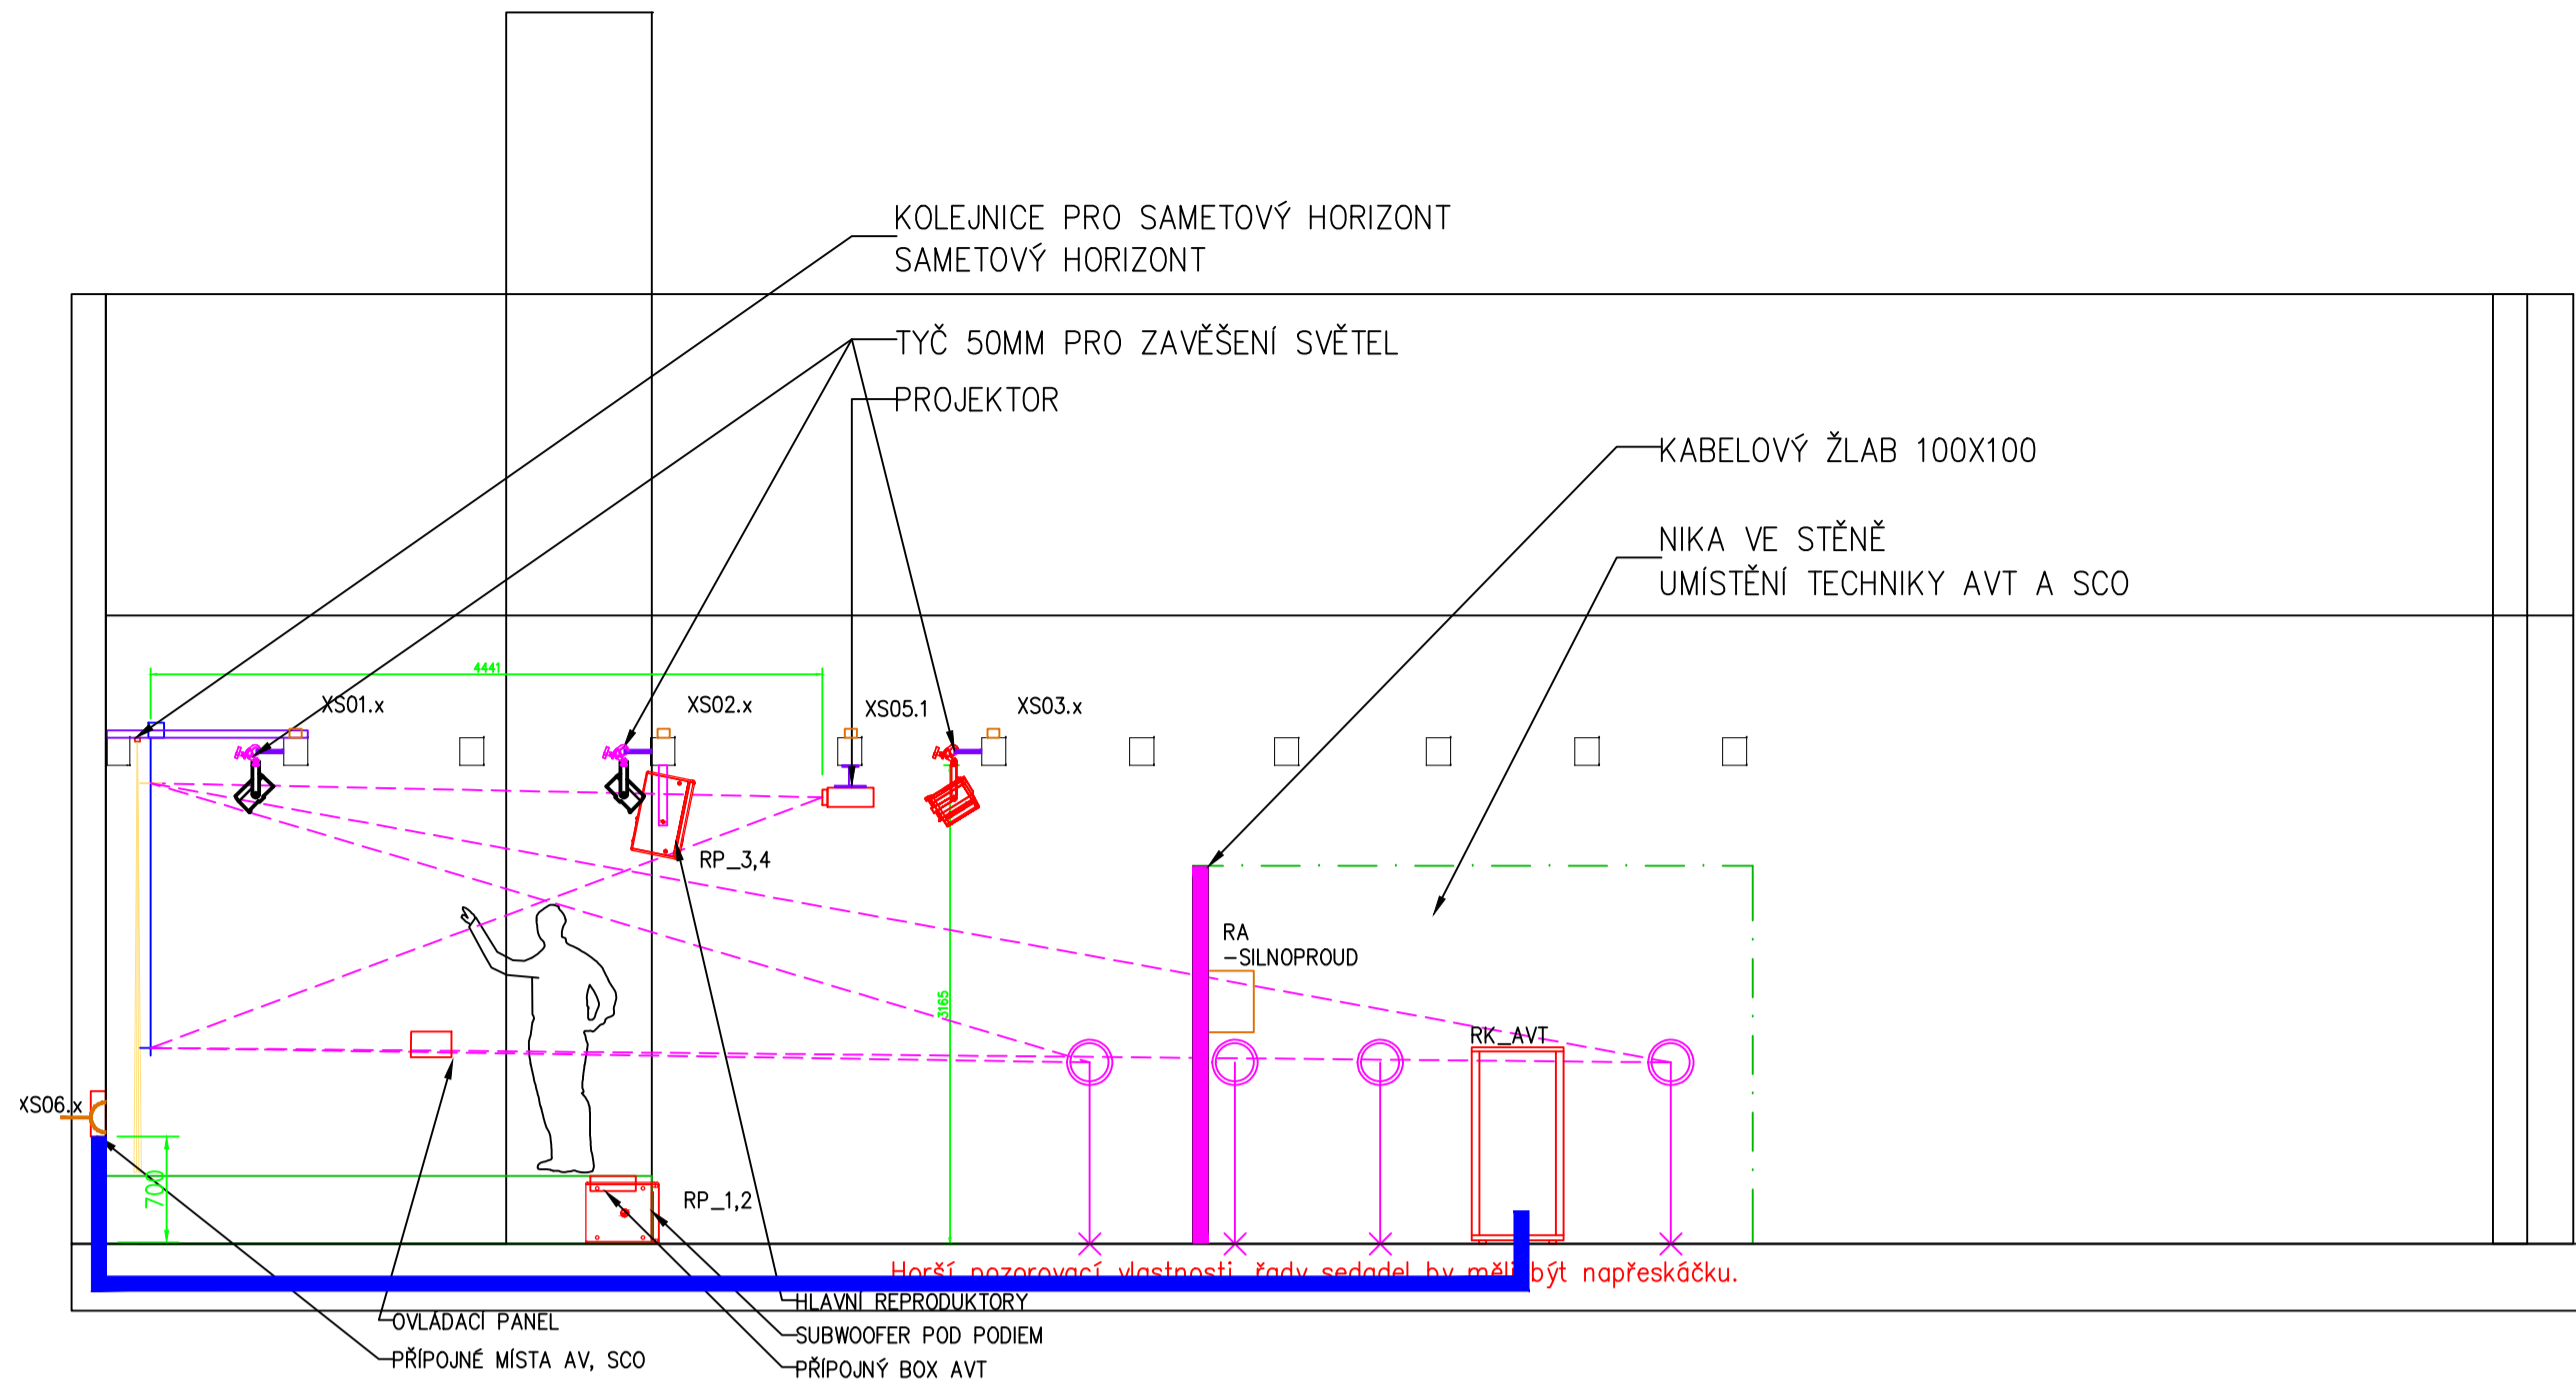 KOLEJNICE PRO SAMETOVÝ HORIZONT
SAMETOVÝ HORIZONT
TYČ 50MM PRO ZAVĚŠENÍ SVĚTEL
PROJEKTOR
KABELOVÝ ŽLAB 100X100
NIKA VE STĚNĚ
UMÍSTĚNÍ TECHNIKY AVT A SCO
4441
XS01.x
XS02.x
XS05.1
XS03.x
RP_3,4
RA
-SILNOPROUD
3165
RK_AVT
XS06.x
700
RP_1,2
Horší pozorovací vlastnosti, řady sedadel by měli být napřeskáčku.
HLAVNÍ REPRODUKTORY
OVLÁDACÍ PANEL
SUBWOOFER POD PODIEM
PŘÍPOJNÉ MÍSTA AV, SCO
PŘÍPOJNÝ BOX AVT